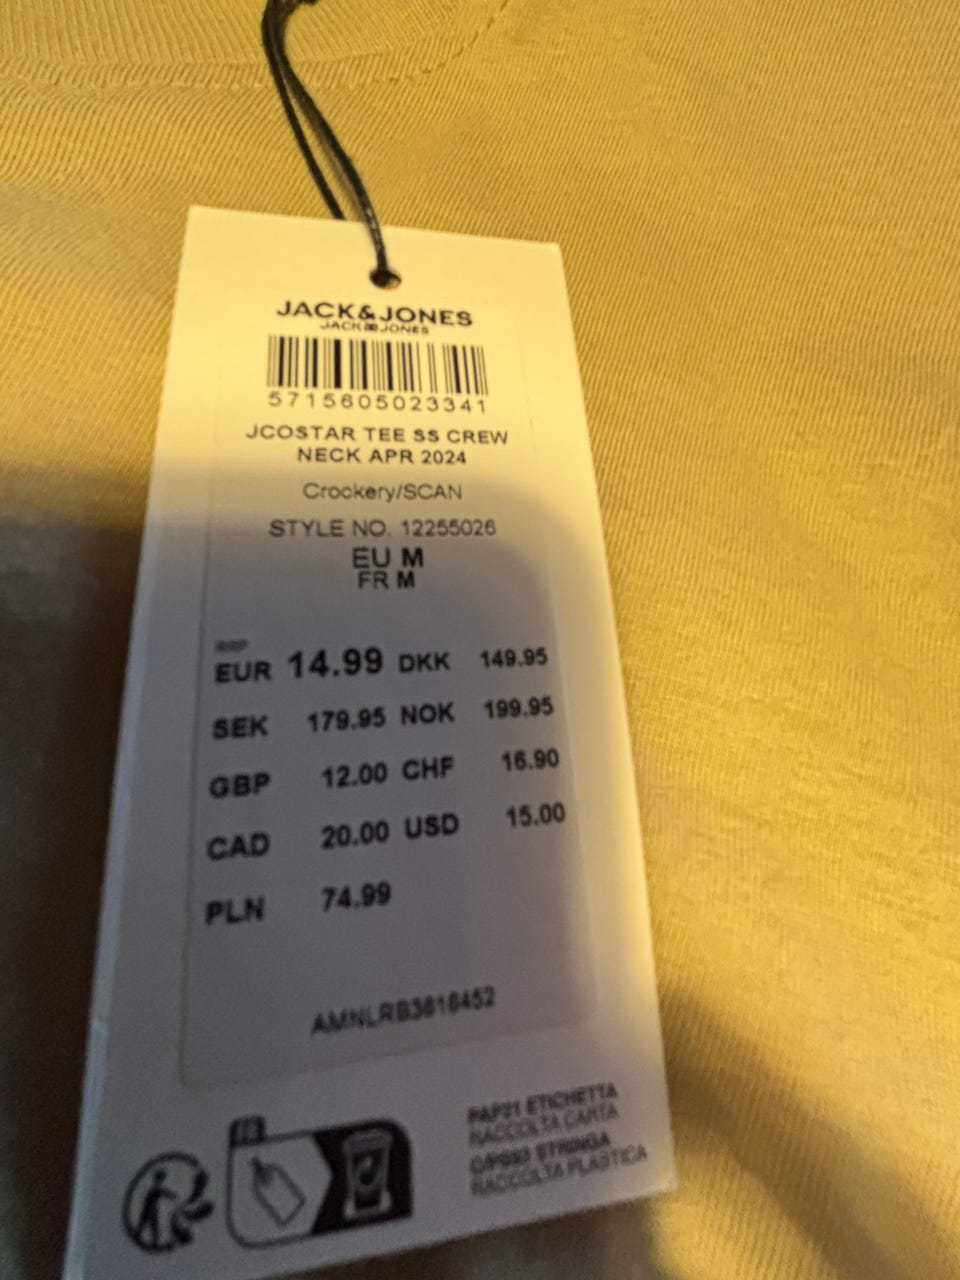 JACK&JONES
JACK&JONES
5715605023341
JCOSTAR TEE SS CREW
NECK APR 2024
Crockery/SCAN
STYLE NO. 12255026
EU M
FR M
RRP
EUR 14.99 DKK 149.95
SEK 179.95 NOK 199.95
GBP 12.00 CHF 16.90
CAD 20.00 USD 15.00
PLN 74.99
AMNLRB3618452
FR
PAP21 ETICHETTA
RACCOLTA CARTA
STRINGA
RACCOLTA PLASTICA